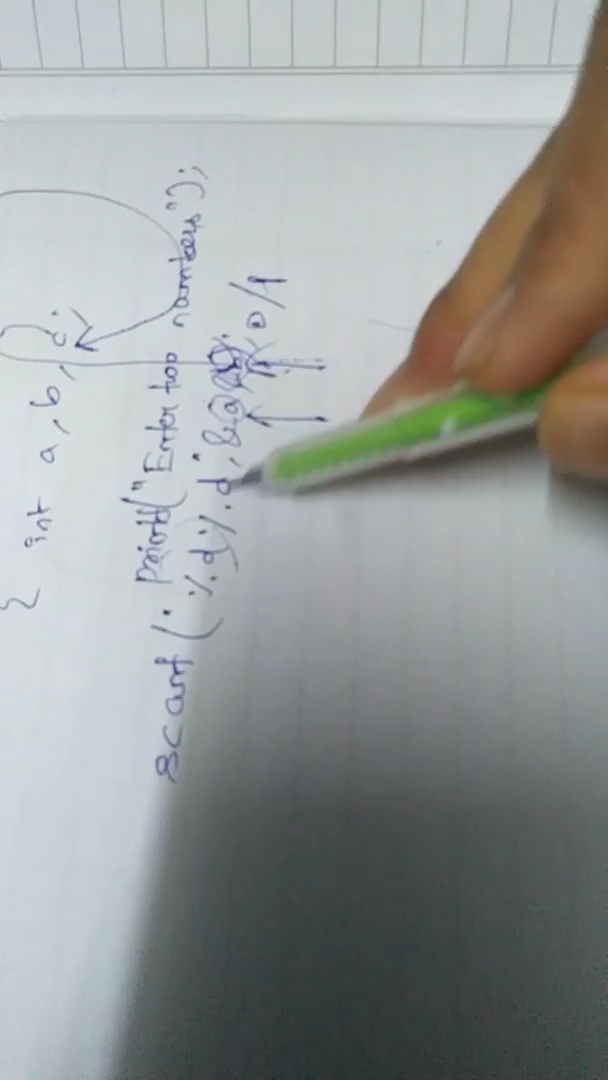 { int a, b, c;
printf("Enter two numbers");
scanf("%d%d", &a, &b);
o/p